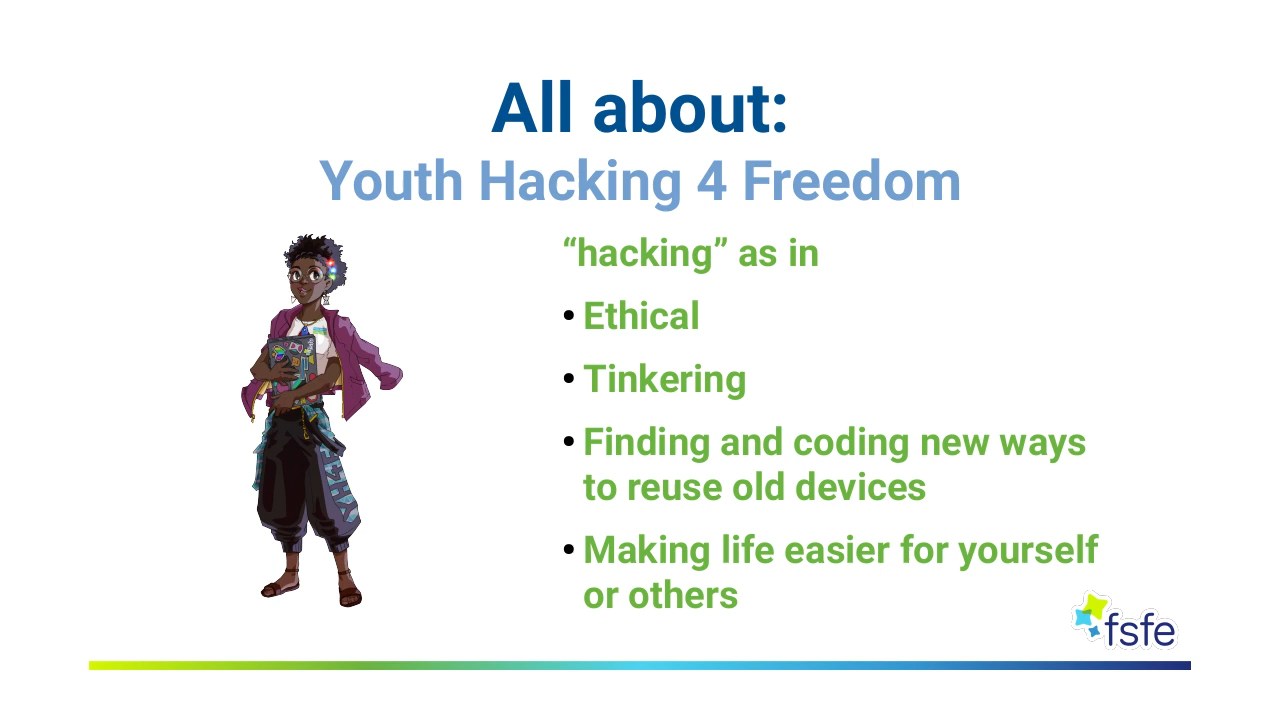 All about:
Youth Hacking 4 Freedom
“hacking” as in
• Ethical
• Tinkering
• Finding and coding new ways
to reuse old devices
• Making life easier for yourself
or others
YH4F
fsfe